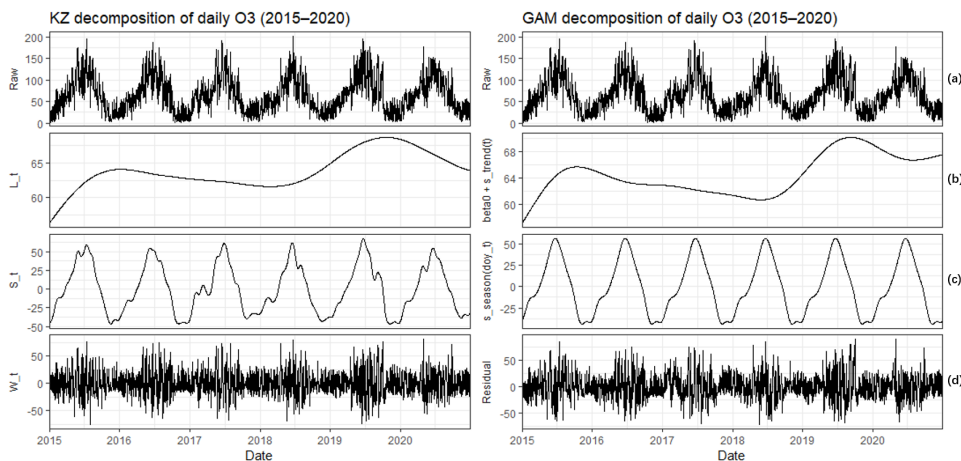 KZ decomposition of daily O3 (2015–2020)
GAM decomposition of daily O3 (2015–2020)
Raw
200
150
100
50
0
Raw
200
150
100
50
0
(a)
L_t
65
60
beta0 + s_trend(t)
68
64
60
(b)
S_t
50
25
0
-25
-50
s_season(doy_t)
50
25
0
-25
(c)
W_t
50
0
-50
Residual
50
0
-50
(d)
2015 2016 2017 2018 2019 2020
2015 2016 2017 2018 2019 2020
Date
Date